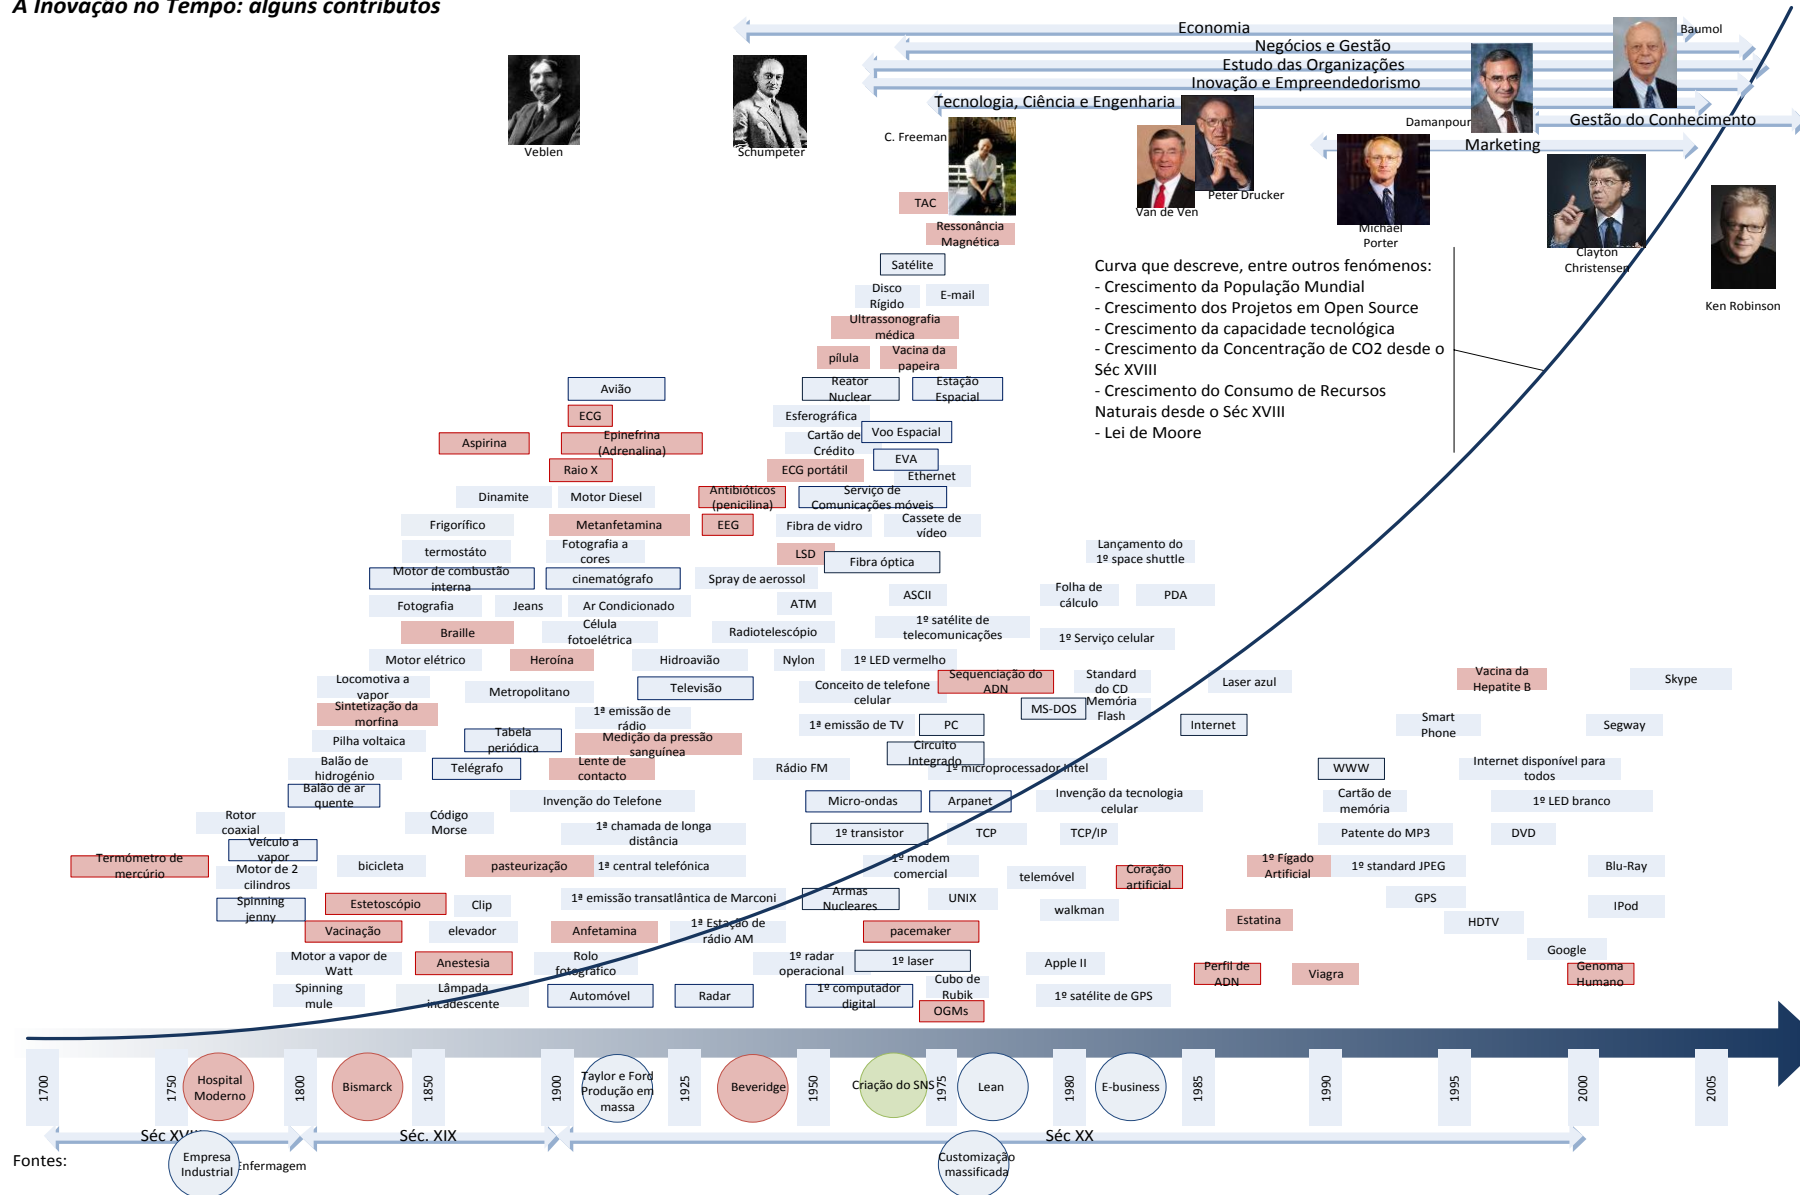 A Inovação no Tempo: alguns contributos
Economia
Baumol
Negócios e Gestão
Estudo das Organizações
Inovação e Empreendedorismo
Tecnologia, Ciência e Engenharia
Damanpour
Gestão do Conhecimento
C. Freeman
Marketing
Veblen
Schumpeter
Peter Drucker
Van de Ven
Michael
Porter
Clayton
Christensen
Ken Robinson
TAC
Ressonância
Magnética
Satélite
Disco
Rígido
E-mail
Ultrassonografia
médica
pílula
Vacina da
papeira
Curva que descreve, entre outros fenómenos:
- Crescimento da População Mundial
- Crescimento dos Projetos em Open Source
- Crescimento da capacidade tecnológica
- Crescimento da Concentração de CO2 desde o
Séc XVIII
- Crescimento do Consumo de Recursos
Naturais desde o Séc XVIII
- Lei de Moore
Avião
Reator
Nuclear
Estação
Espacial
ECG
Esferográfica
Aspirina
Epinefrina
(Adrenalina)
Cartão de
Crédito
Voo Espacial
Raio X
ECG portátil
EVA
Ethernet
Dinamite
Motor Diesel
Antibióticos
(penicilina)
Serviço de
Comunicações móveis
Frigorífico
Metanfetamina
EEG
Fibra de vidro
Cassete de
vídeo
termostáto
Fotografia a
cores
LSD
Fibra óptica
Lançamento do
1º space shuttle
Motor de combustão
interna
cinematógrafo
Spray de aerossol
ASCII
Folha de
cálculo
PDA
Fotografia
Jeans
Ar Condicionado
ATM
Braille
Célula
fotoelétrica
Radiotelescópio
1º satélite de
telecomunicações
1º Serviço celular
Motor elétrico
Heroína
Hidroavião
Nylon
1º LED vermelho
Locomotiva a
vapor
Metropolitano
Televisão
Conceito de telefone
celular
Sequenciação do
ADN
Standard
do CD
Laser azul
Vacina da
Hepatite B
Skype
Sintetização da
morfina
1ª emissão de
rádio
1ª emissão de TV
PC
MS-DOS
Memória
Flash
Internet
Smart
Phone
Segway
Pilha voltaica
Tabela
periódica
Medição da pressão
sanguínea
Circuito
Integrado
Balão de
hidrogénio
Telégrafo
Lente de
contacto
Rádio FM
1º microprocessador Intel
WWW
Internet disponível para
todos
Balão de ar
quente
Invenção do Telefone
Micro-ondas
Arpanet
Invenção da tecnologia
celular
Cartão de
memória
1º LED branco
Rotor
coaxial
Código
Morse
1ª chamada de longa
distância
1º transistor
TCP
TCP/IP
Patente do MP3
DVD
Veículo a
vapor
Termómetro de
mercúrio
Motor de 2
cilindros
bicicleta
pasteurização
1ª central telefónica
1º modem
comercial
telemóvel
Coração
artificial
1º Fígado
Artificial
1º standard JPEG
Blu-Ray
Spinning
jenny
Estetoscópio
Clip
1ª emissão transatlântica de Marconi
Armas
Nucleares
UNIX
walkman
GPS
IPod
Vacinação
elevador
Anfetamina
1ª Estação de
rádio AM
pacemaker
Estatina
HDTV
Motor a vapor de
Watt
Anestesia
Rolo
fotográfico
1º radar
operacional
1º laser
Apple II
Perfil de
ADN
Viagra
Google
Genoma
Humano
Spinning
mule
Lâmpada
incadescente
Automóvel
Radar
1º computador
digital
Cubo de
Rubik
OGMs
1º satélite de GPS
1700
1750
Hospital
Moderno
1800
Bismarck
1850
1900
Taylor e Ford
Produção em
massa
1925
Beveridge
1950
Criação do SNS
1975
Lean
1980
E-business
1985
1990
1995
2000
2005
Séc XVIII
Séc. XIX
Séc XX
Fontes:
Empresa
Industrial
Enfermagem
Customização
massificada